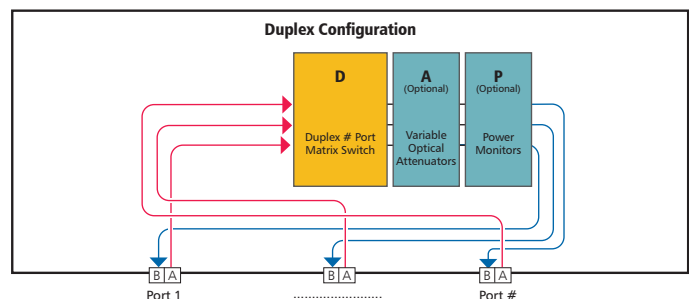 Duplex Configuration
D
Duplex # Port
Matrix Switch
A
(Optional)
Variable
Optical
Attenuators
P
(Optional)
Power
Monitors
B A
B A
B A
Port 1
........................
Port #